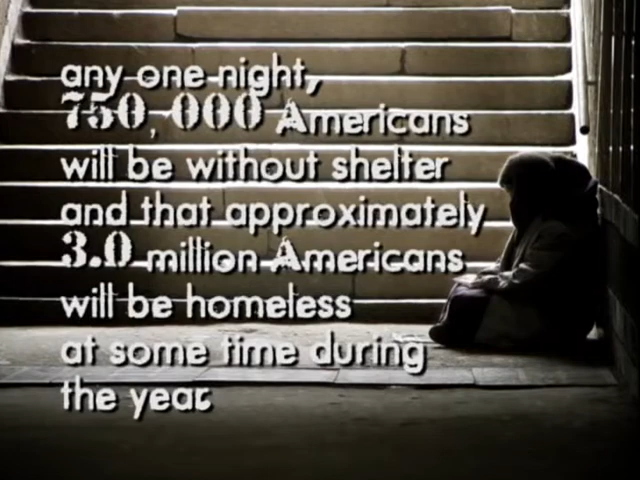 any one night,
750,000 Americans
will be without shelter
and that approximately
3.0 million Americans
will be homeless
at some time during
the year